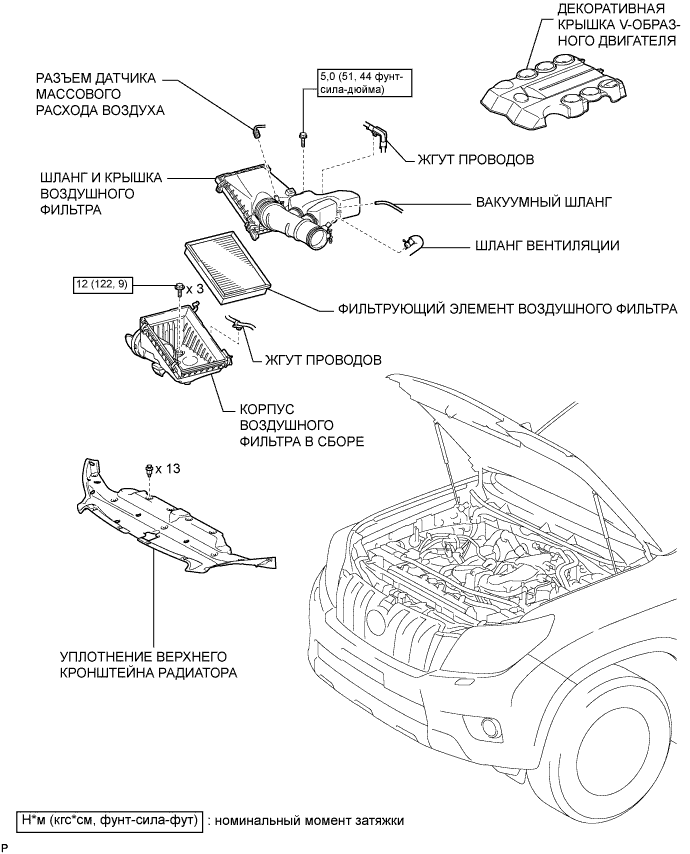 ДЕКОРАТИВНАЯ
КРЫШКА V-ОБРАЗ-
НОГО ДВИГАТЕЛЯ
РАЗЪЕМ ДАТЧИКА
МАССОВОГО
РАСХОДА ВОЗДУХА
5,0 (51, 44 фунт-
сила-дюйма)
ЖГУТ ПРОВОДОВ
ШЛАНГ И КРЫШКА
ВОЗДУШНОГО
ФИЛЬТРА
ВАКУУМНЫЙ ШЛАНГ
ШЛАНГ ВЕНТИЛЯЦИИ
12 (122, 9)
x 3
ФИЛЬТРУЮЩИЙ ЭЛЕМЕНТ ВОЗДУШНОГО ФИЛЬТРА
ЖГУТ ПРОВОДОВ
КОРПУС
ВОЗДУШНОГО
ФИЛЬТРА В СБОРЕ
x 13
УПЛОТНЕНИЕ ВЕРХНЕГО
КРОНШТЕЙНА РАДИАТОРА
Н*м (кгс*см, фунт-сила-фут) : номинальный момент затяжки
P